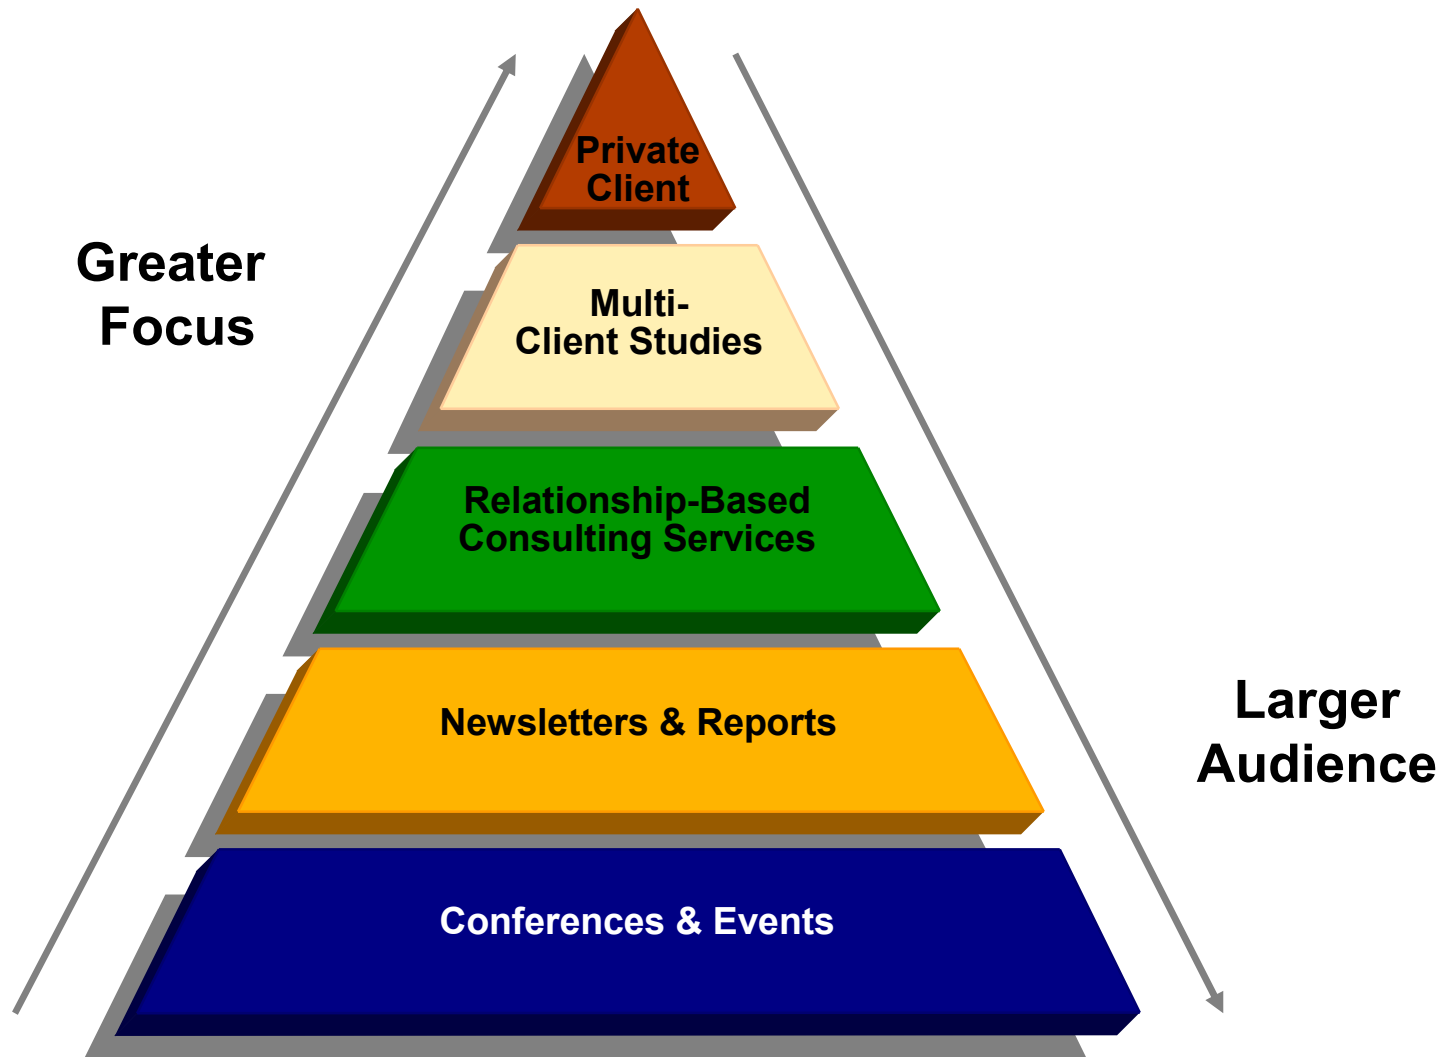 Private
Client
Greater
Focus
Multi-
Client Studies
Relationship-Based
Consulting Services
Newsletters & Reports
Larger
Audience
Conferences & Events